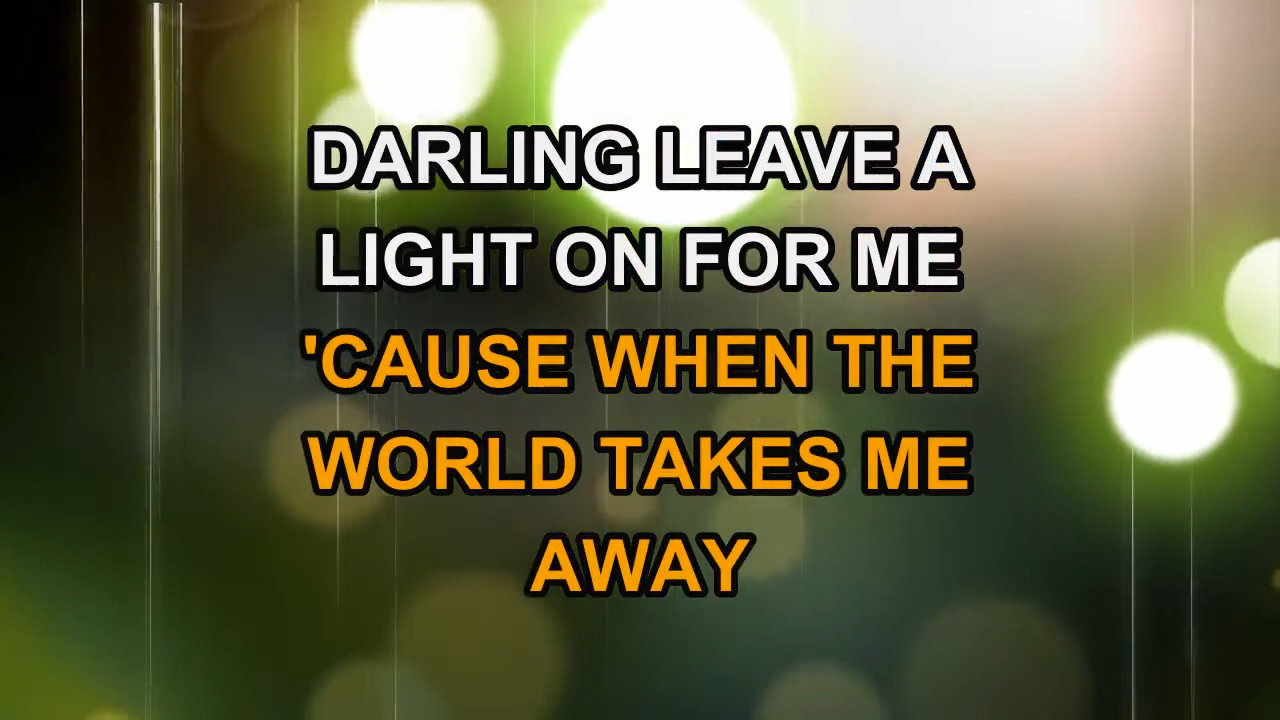 DARLING LEAVE A
LIGHT ON FOR ME
'CAUSE WHEN THE
WORLD TAKES ME
AWAY